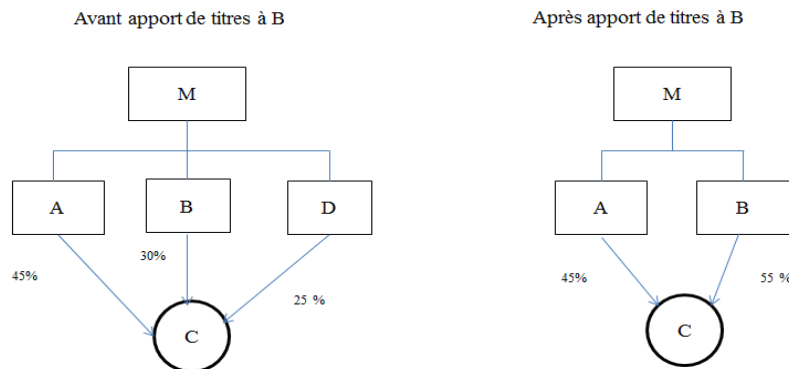 Avant apport de titres à B
Après apport de titres à B
M
M
A
B
D
A
B
30%
45%
25 %
45%
55 %
C
C